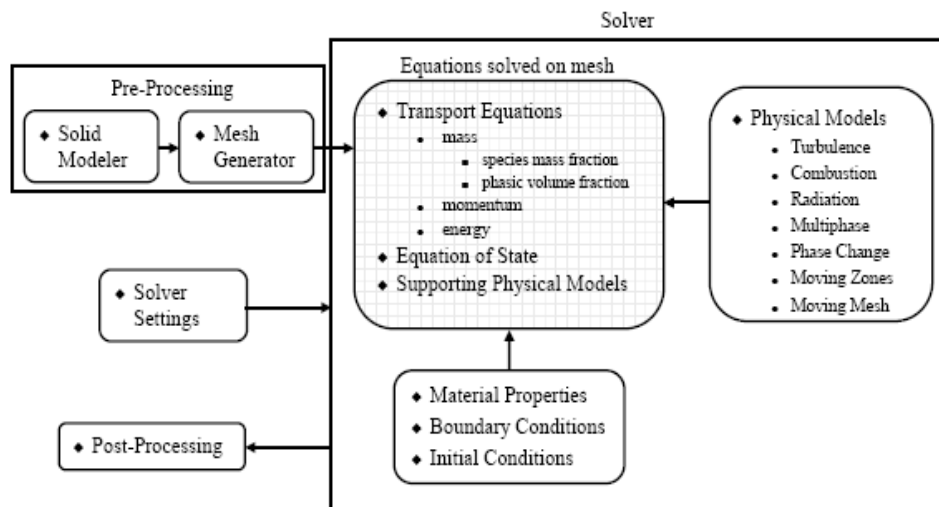 Solver
Pre-Processing
◆ Solid
Modeler
◆ Mesh
Generator
Equations solved on mesh
◆ Transport Equations
• mass
▪ species mass fraction
▪ phasic volume fraction
• momentum
• energy
◆ Equation of State
◆ Supporting Physical Models
◆ Physical Models
• Turbulence
• Combustion
• Radiation
• Multiphase
• Phase Change
• Moving Zones
• Moving Mesh
◆ Solver
Settings
◆ Material Properties
◆ Boundary Conditions
◆ Initial Conditions
◆ Post-Processing